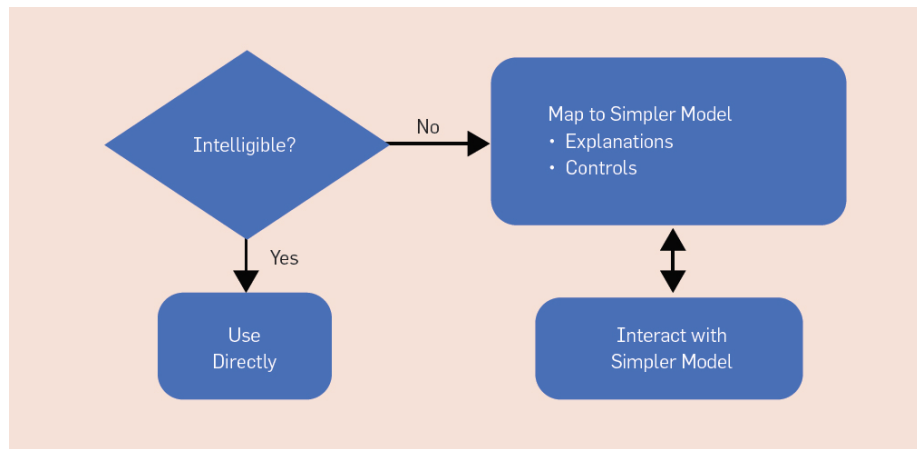 Intelligible?
No
Map to Simpler Model
• Explanations
• Controls
Yes
Use
Directly
Interact with
Simpler Model